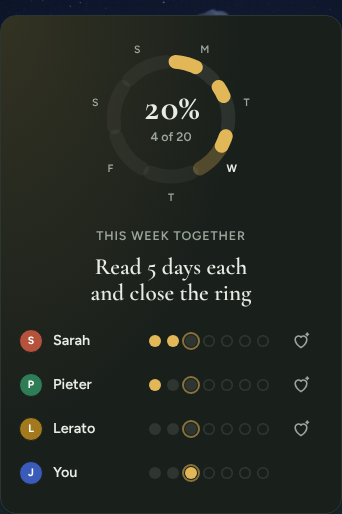 S M
S T
20%
4 of 20
F W
T
THIS WEEK TOGETHER
Read 5 days each
and close the ring
S Sarah
P Pieter
L Lerato
J You